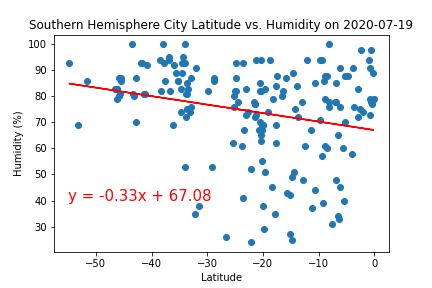 Southern Hemisphere City Latitude vs. Humidity on 2020-07-19
100
90
80
70
60
50
40
30
Humidity (%)
y = -0.33x + 67.08
−50 −40 −30 −20 −10 0
Latitude